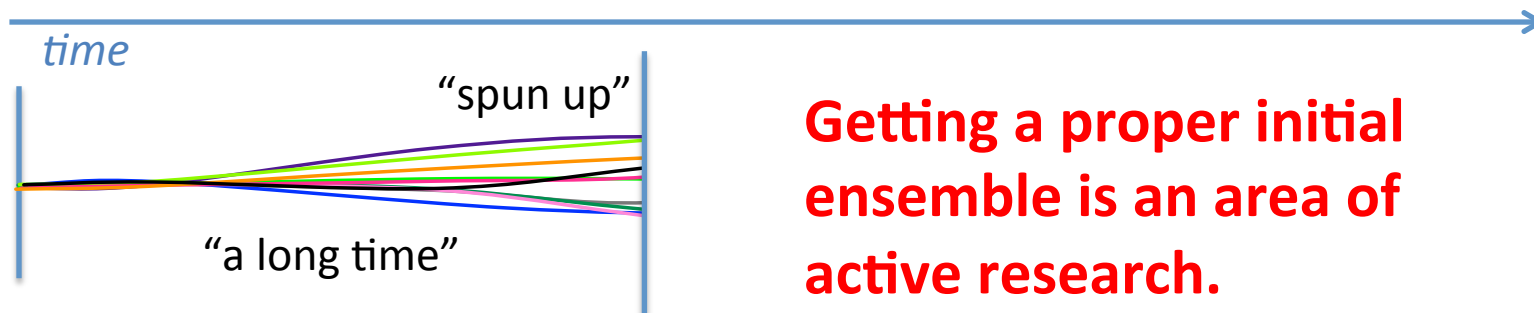 time
“spun up”
“a long time”
Getting a proper initial
ensemble is an area of
active research.